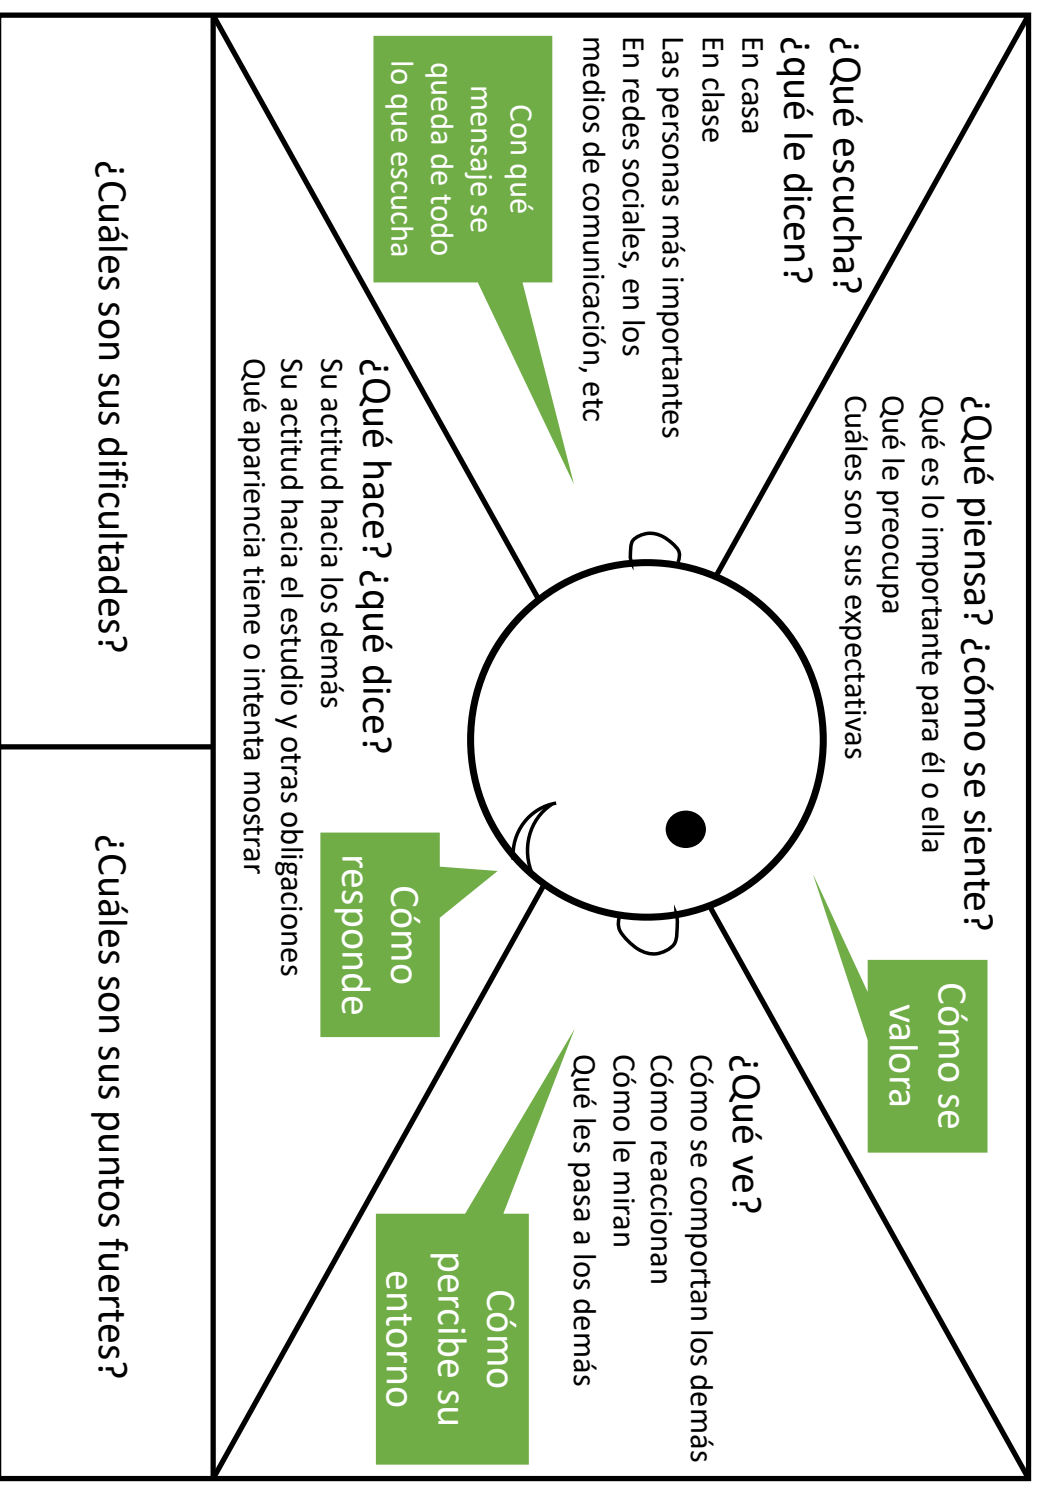 ¿Qué piensa? ¿cómo se siente?
Qué es lo importante para él o ella
Qué le preocupa
Cuáles son sus expectativas
Cómo se
valora
¿Qué escucha?
¿qué le dicen?
En casa
En clase
Las personas más importantes
En redes sociales, en los
medios de comunicación, etc
Con qué
mensaje se
queda de todo
lo que escucha
¿Qué ve?
Cómo se comportan los demás
Cómo reaccionan
Cómo le miran
Qué les pasa a los demás
Cómo
percibe su
entorno
¿Qué hace? ¿qué dice?
Su actitud hacia los demás
Su actitud hacia el estudio y otras obligaciones
Qué apariencia tiene o intenta mostrar
Cómo
responde
¿Cuáles son sus dificultades?
¿Cuáles son sus puntos fuertes?